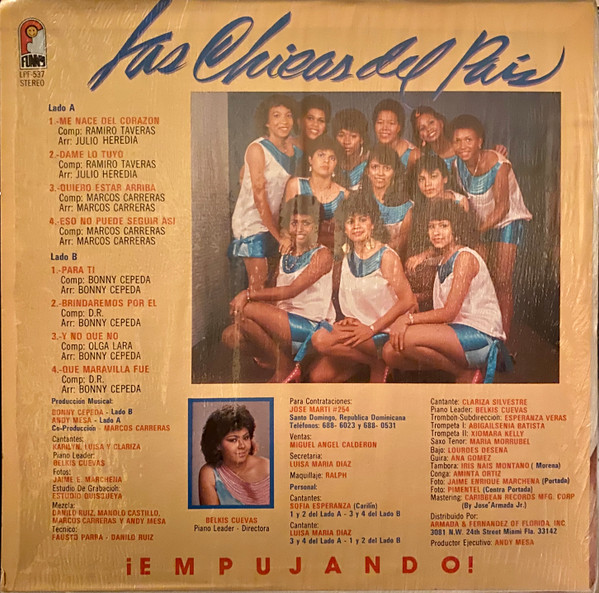 FUNNY
LPF-537
STEREO
Las Chicas del País
Lado A
1.-ME NACE DEL CORAZON
Comp: RAMIRO TAVERAS
Arr: JULIO HEREDIA
2.-DAME LO TUYO
Comp: RAMIRO TAVERAS
Arr: JULIO HEREDIA
3.-QUIERO ESTAR ARRIBA
Comp: MARCOS CARRERAS
Arr: MARCOS CARRERAS
4.-ESO NO PUEDE SEGUIR ASI
Comp: MARCOS CARRERAS
Arr: MARCOS CARRERAS
Lado B
1.-PARA TI
Comp: BONNY CEPEDA
Arr: BONNY CEPEDA
2.-BRINDAREMOS POR EL
Comp: D.R.
Arr: BONNY CEPEDA
3.-Y NO QUE NO
Comp: OLGA LARA
Arr: BONNY CEPEDA
4.-QUE MARAVILLA FUE
Comp: D.R.
Arr: BONNY CEPEDA
Producción Musical:
BONNY CEPEDA - Lado B
ANDY MESA - Lado A
Co-Producción - MARCOS CARRERAS
Cantantes:
KARILYN, LUISA Y CLARIZA
Piano Leader:
BELKIS CUEVAS
Fotos:
JAIME E. MARCHENA
Estudio De Grabación:
ESTUDIO QUISQUEYA
Mezcla:
DANILO RUIZ, MANOLO CASTILLO,
MARCOS CARRERAS Y ANDY MESA
Técnico:
FAUSTO PARRA - DANILO RUIZ
BELKIS CUEVAS
Piano Leader - Directora
Para Contrataciones:
JOSE MARTI #254
Santo Domingo, Republica Dominicana
Teléfonos: 688- 6023 y 688- 0531
Ventas:
MIGUEL ANGEL CALDERON
Secretaria:
LUISA MARIA DIAZ
Maquillaje: RALPH
Personal:
Cantantes:
SOFIA ESPERANZA (Carilín)
1 y 2 del Lado A - 3 y 4 del Lado B
Cantante:
LUISA MARIA DIAZ
3 y 4 del Lado A - 1 y 2 del Lado B
Cantante: CLARIZA SILVESTRE
Piano Leader: BELKIS CUEVAS
Trombón-Subdirección: ESPERANZA VERAS
Trompeta I: ABIGAILSENIA BATISTA
Trompeta II: XIOMARA KELLY
Saxo Tenor: MARIA MORRUBEL
Bajo: LOURDES DESENA
Guira: ANA GOMEZ
Tambora: IRIS NAIS MONTANO ( Morena)
Conga: AMINTA ORTIZ
Foto: JAIME ENRIQUE MARCHENA (Portada)
Foto: PIMENTEL (Contra Portada)
Mastering: CARIBBEAN RECORDS MFG. CORP
(By José Armada Jr.)
Distribuido Por:
ARMADA & FERNANDEZ OF FLORIDA, INC
3081 N.W. 24th Street Miami Fla. 33142
Productor Ejecutivo: ANDY MESA
¡EMPUJANDO!